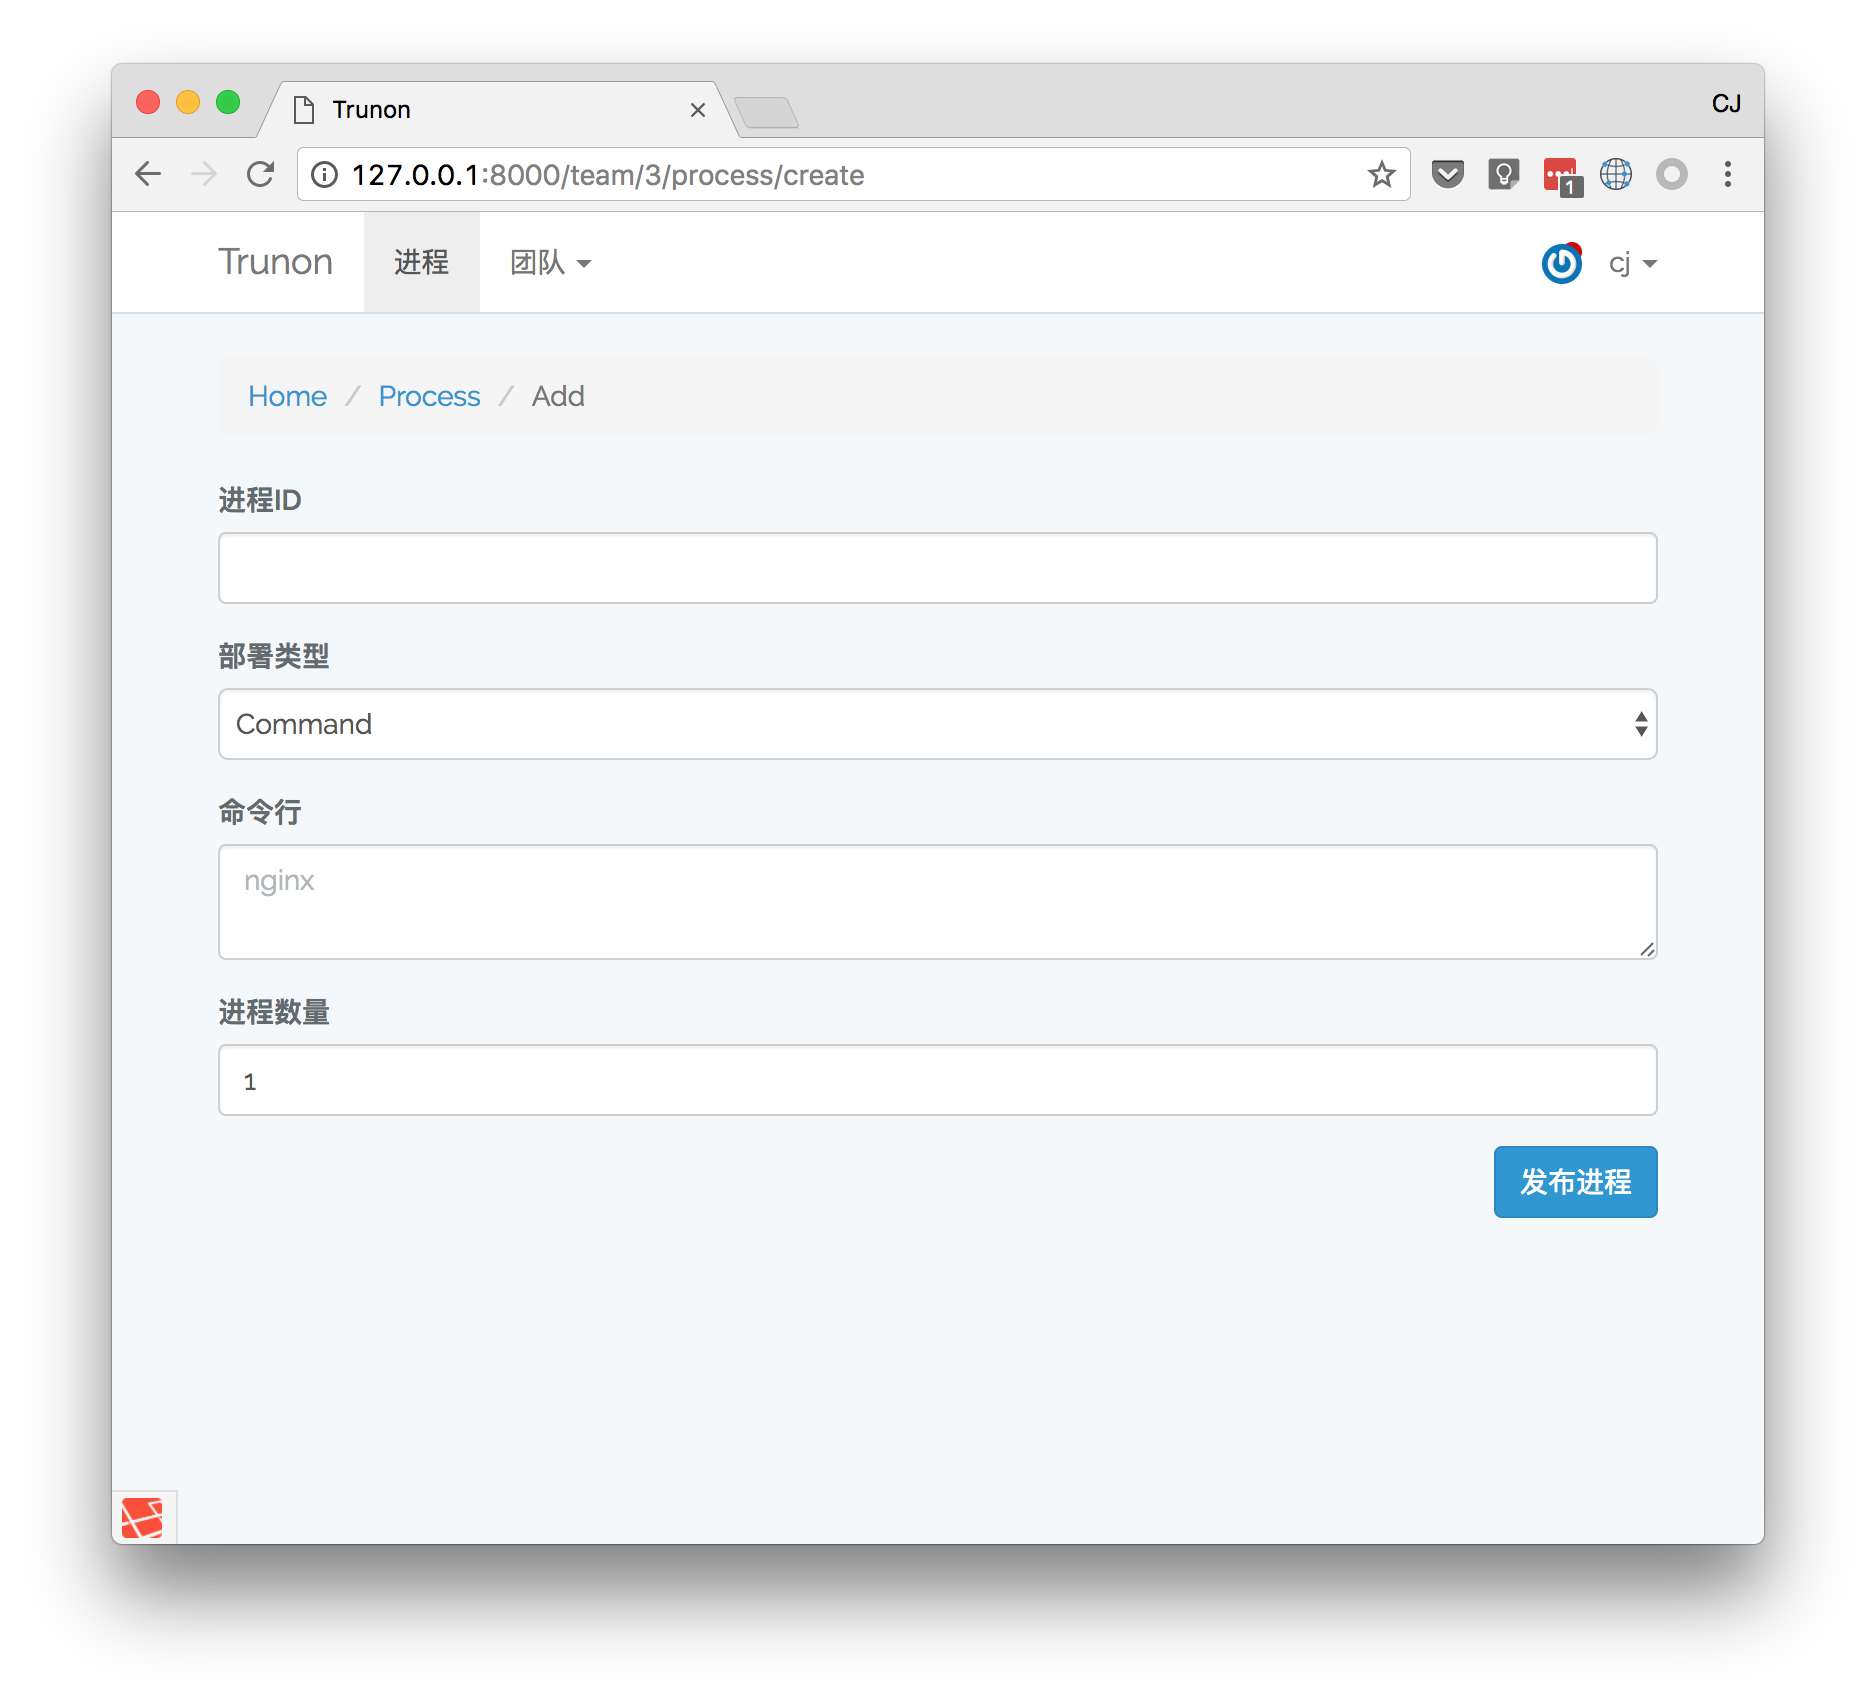 Trunon
CJ
127.0.0.1:8000/team/3/process/create
1
Trunon 进程 团队 cj
Home / Process / Add
进程ID
部署类型
Command
命令行
nginx
进程数量
1
发布进程